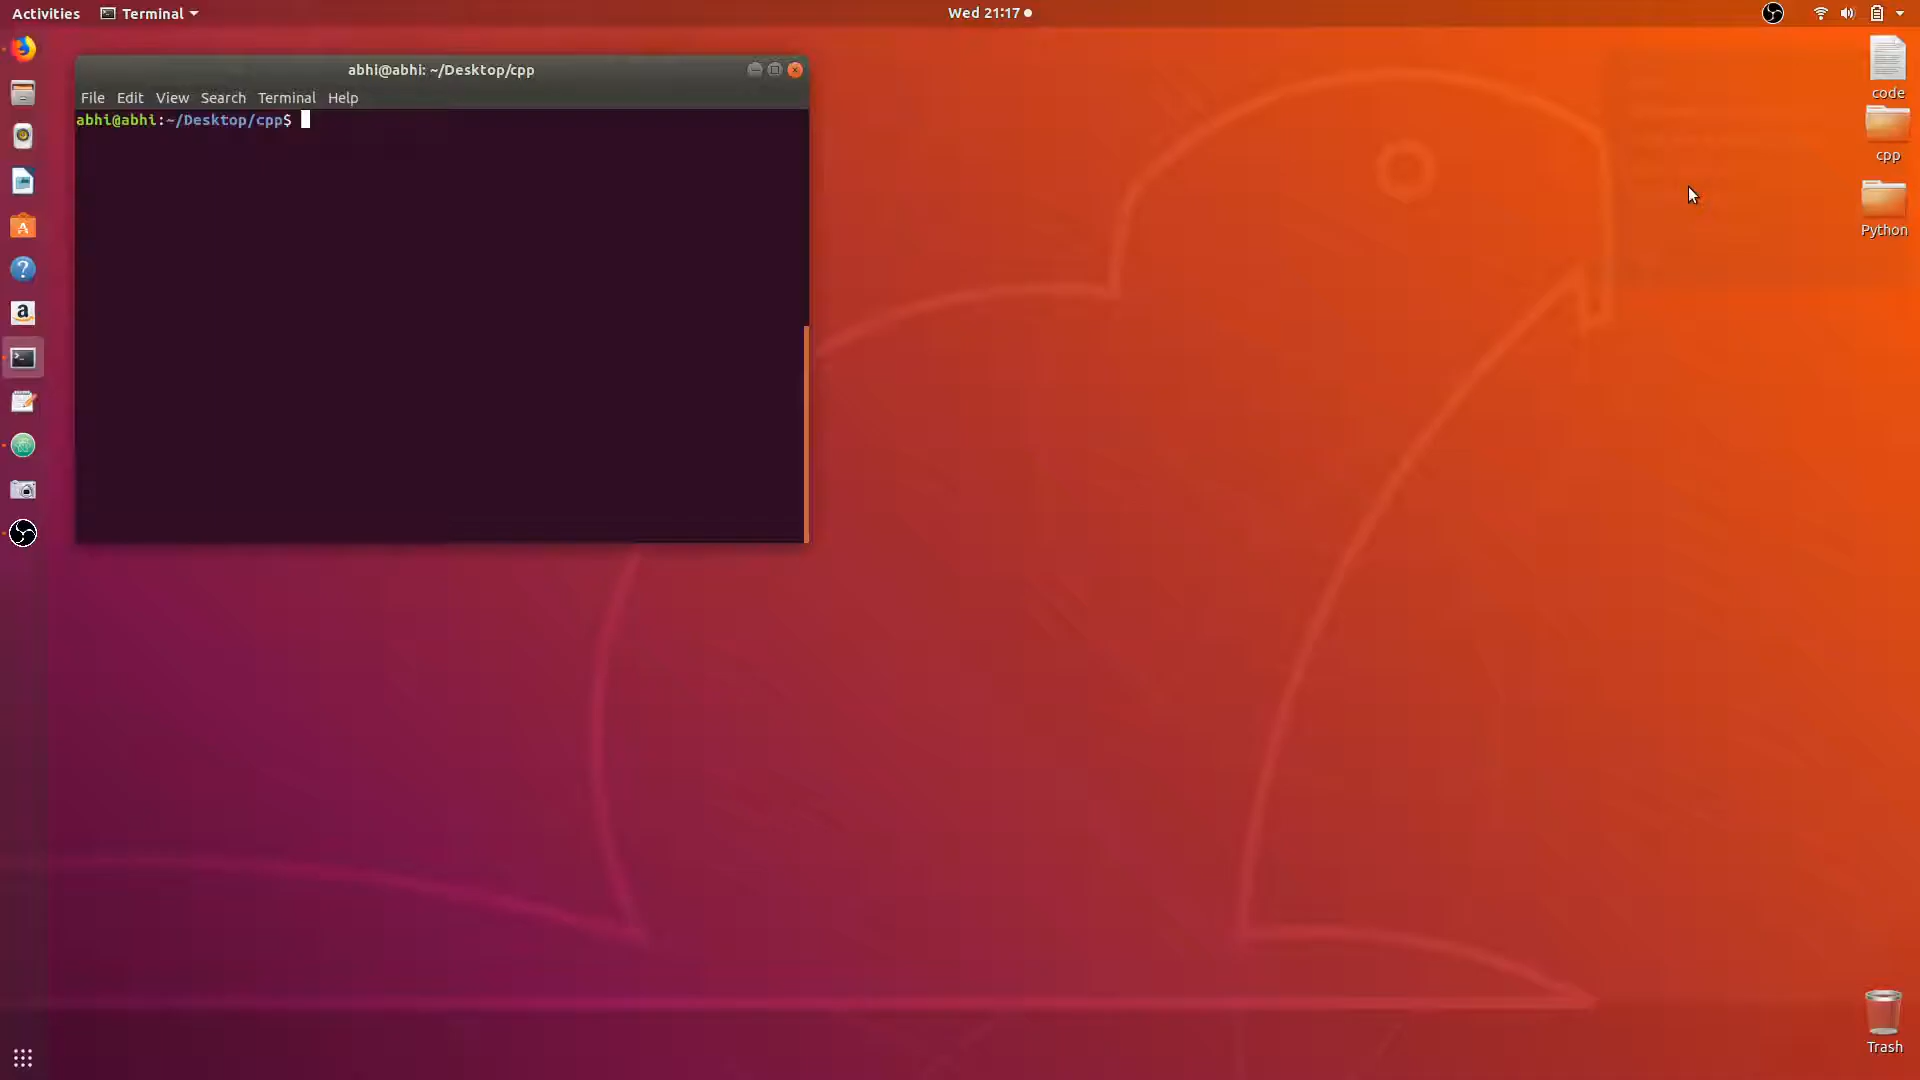 Activities Terminal Wed 21:17
abhi@abhi: ~/Desktop/cpp
File Edit View Search Terminal Help
abhi@abhi:~/Desktop/cpp$
code
cpp
Python
Trash